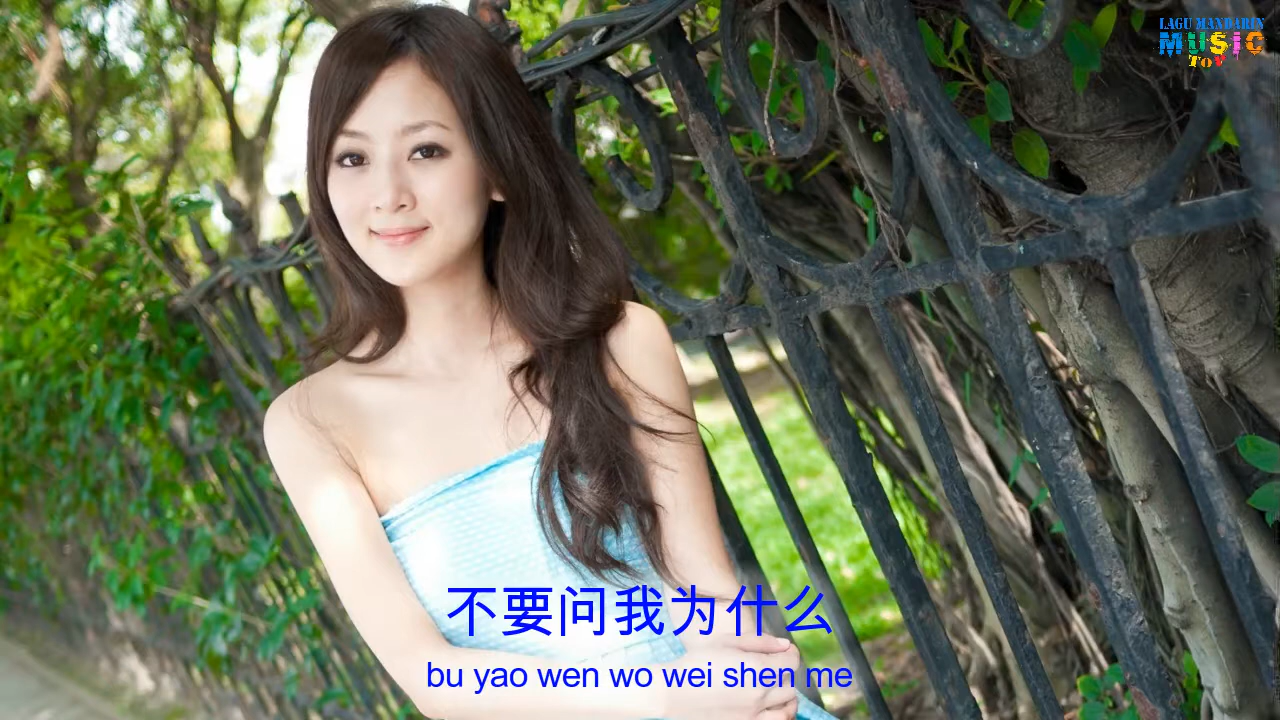 LAGU MANDARIN
MUSIC
ToV
不要问我为什么
bu yao wen wo wei shen me